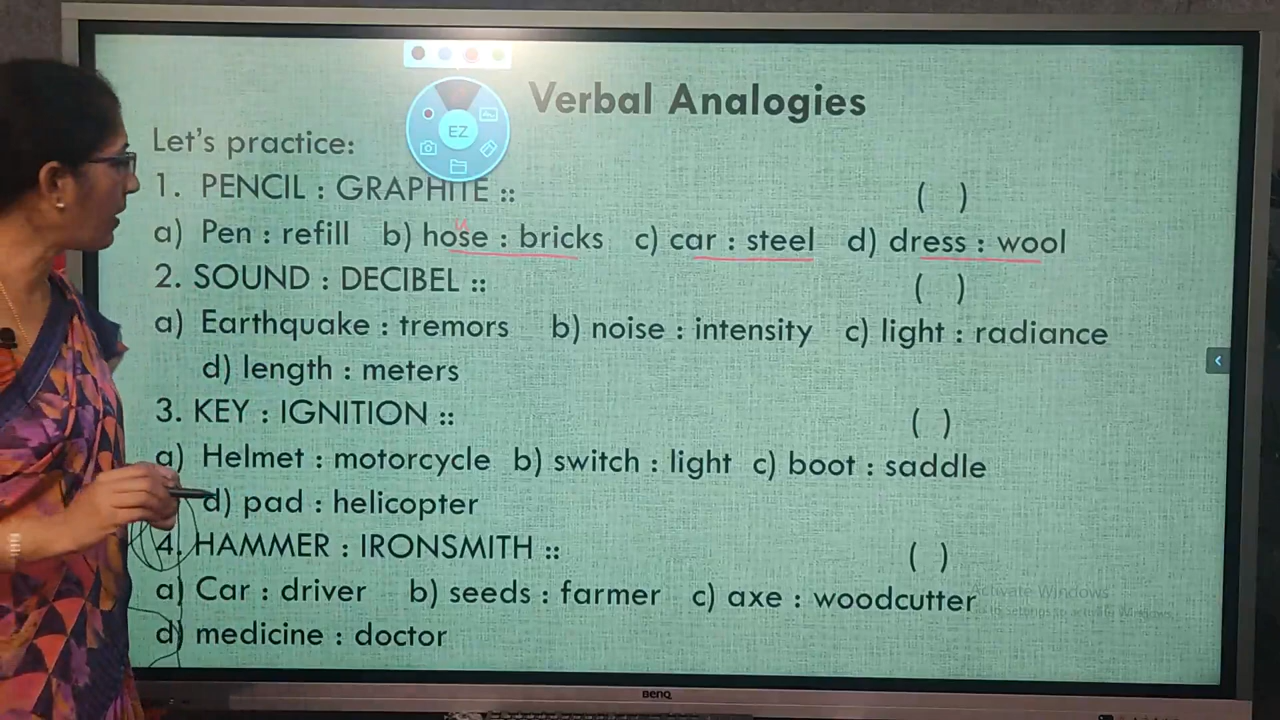 EZ
Verbal Analogies
Let's practice:
1. PENCIL : GRAPHITE :: ( )
a) Pen : refill b) hose : bricks c) car : steel d) dress : wool
2. SOUND : DECIBEL :: ( )
a) Earthquake : tremors b) noise : intensity c) light : radiance
d) length : meters
3. KEY : IGNITION :: ( )
a) Helmet : motorcycle b) switch : light c) boot : saddle
d) pad : helicopter
4. HAMMER : IRONSMITH :: ( )
a) Car : driver b) seeds : farmer c) axe : woodcutter
Activate Windows
d) medicine : doctor
BenQ